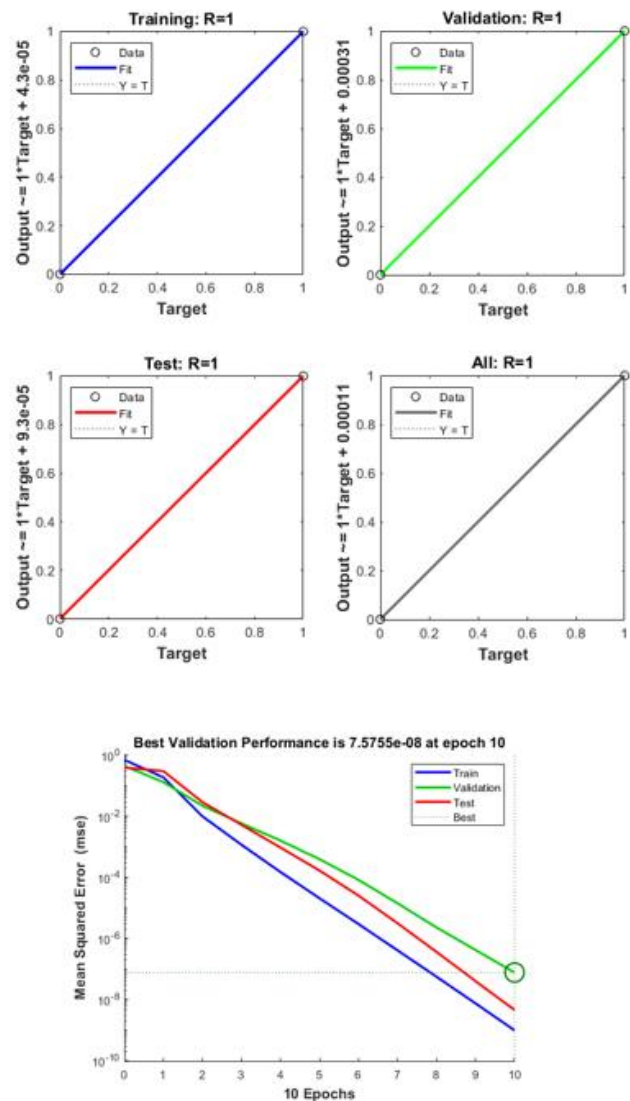 Training: R=1
Output ~= 1*Target + 4.3e-05
1
0.8
0.6
0.4
0.2
0
Data
Fit
Y = T
0 0.2 0.4 0.6 0.8 1
Target
Validation: R=1
Output ~= 1*Target + 0.00031
1
0.8
0.6
0.4
0.2
0
Data
Fit
Y = T
0 0.2 0.4 0.6 0.8 1
Target
Test: R=1
Output ~= 1*Target + 9.3e-05
1
0.8
0.6
0.4
0.2
0
Data
Fit
Y = T
0 0.2 0.4 0.6 0.8 1
Target
All: R=1
Output ~= 1*Target + 0.00011
1
0.8
0.6
0.4
0.2
0
Data
Fit
Y = T
0 0.2 0.4 0.6 0.8 1
Target
Best Validation Performance is 7.5755e-08 at epoch 10
Mean Squared Error (mse)
10⁰
10⁻²
10⁻⁴
10⁻⁶
10⁻⁸
10⁻¹⁰
Train
Validation
Test
Best
0 1 2 3 4 5 6 7 8 9 10
10 Epochs